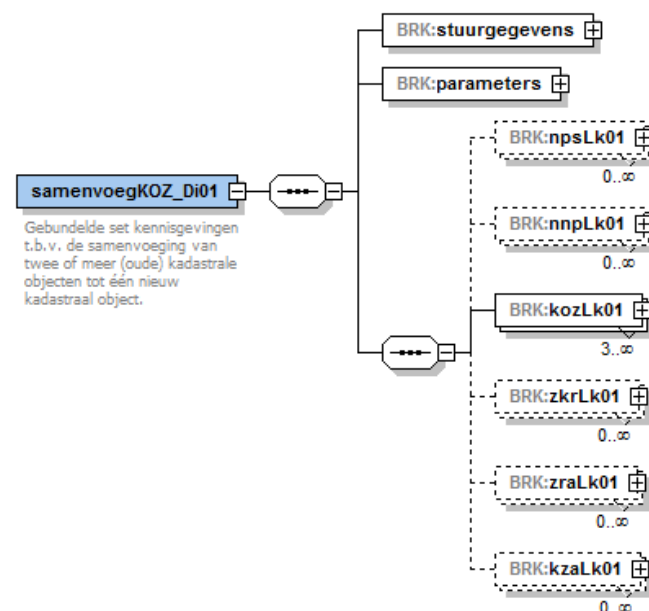 BRK:stuurgegevens
BRK:parameters
BRK:npsLk01
0..∞
samenvoegKOZ_Di01
Gebundelde set kennisgevingen
t.b.v. de samenvoeging van
twee of meer (oude) kadastrale
objecten tot één nieuw
kadastraal object.
BRK:nnpLk01
0..∞
BRK:kozLk01
3..∞
BRK:zkrLk01
0..∞
BRK:zraLk01
0..∞
BRK:kzaLk01
0..∞